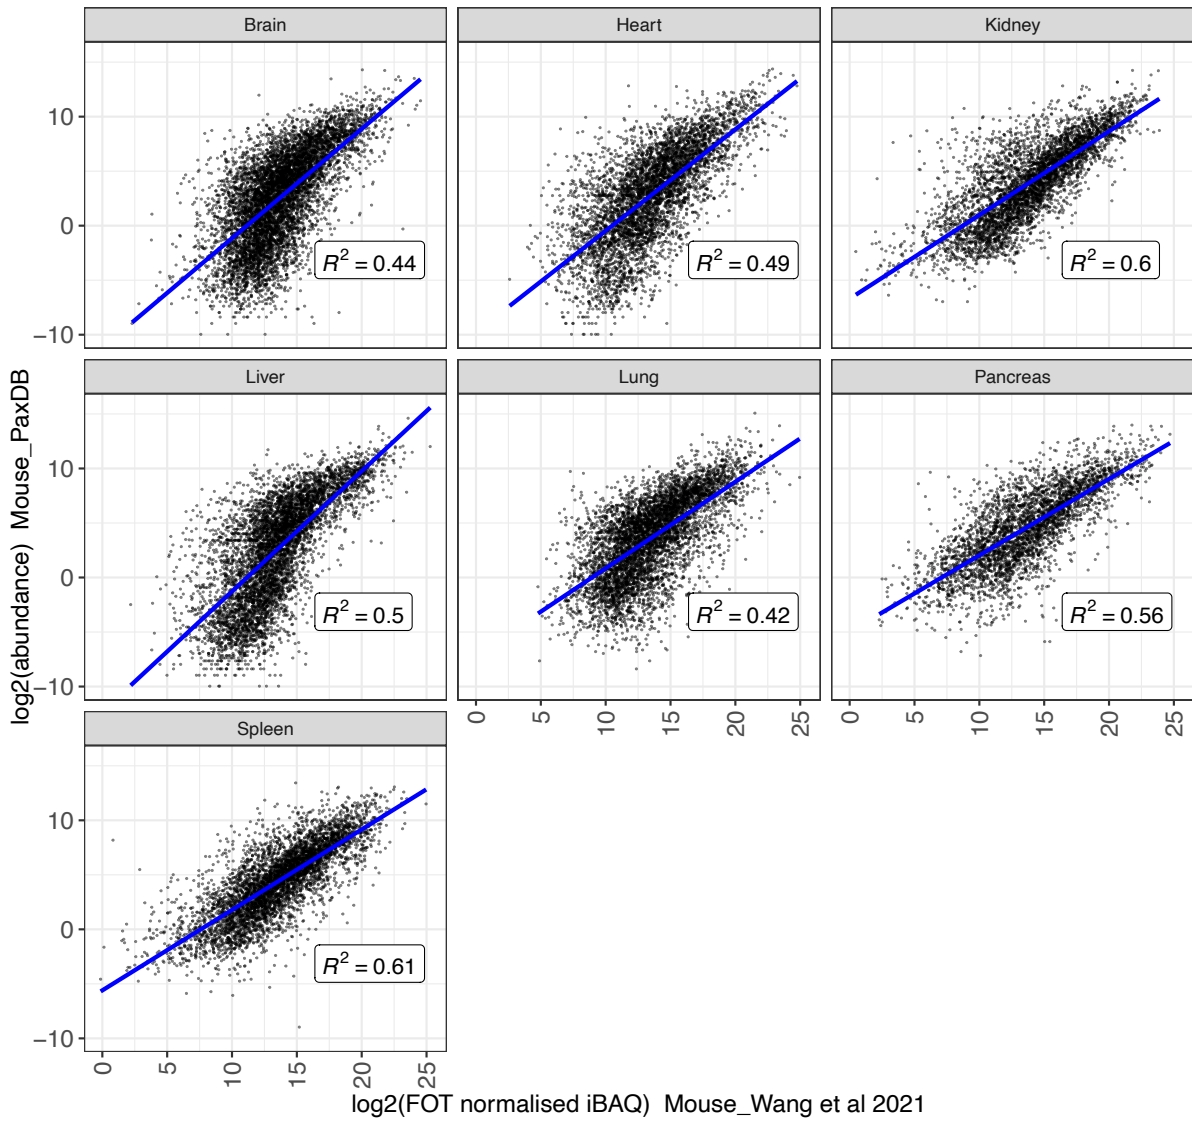 Brain
Heart
Kidney
10
0
−10
R² = 0.44
R² = 0.49
R² = 0.6
Liver
Lung
Pancreas
10
0
−10
R² = 0.5
R² = 0.42
R² = 0.56
0 5 10 15 20 25
0 5 10 15 20 25
Spleen
10
0
−10
R² = 0.61
0 5 10 15 20 25
log2(abundance) Mouse_PaxDB
log2(FOT normalised iBAQ) Mouse_Wang et al 2021